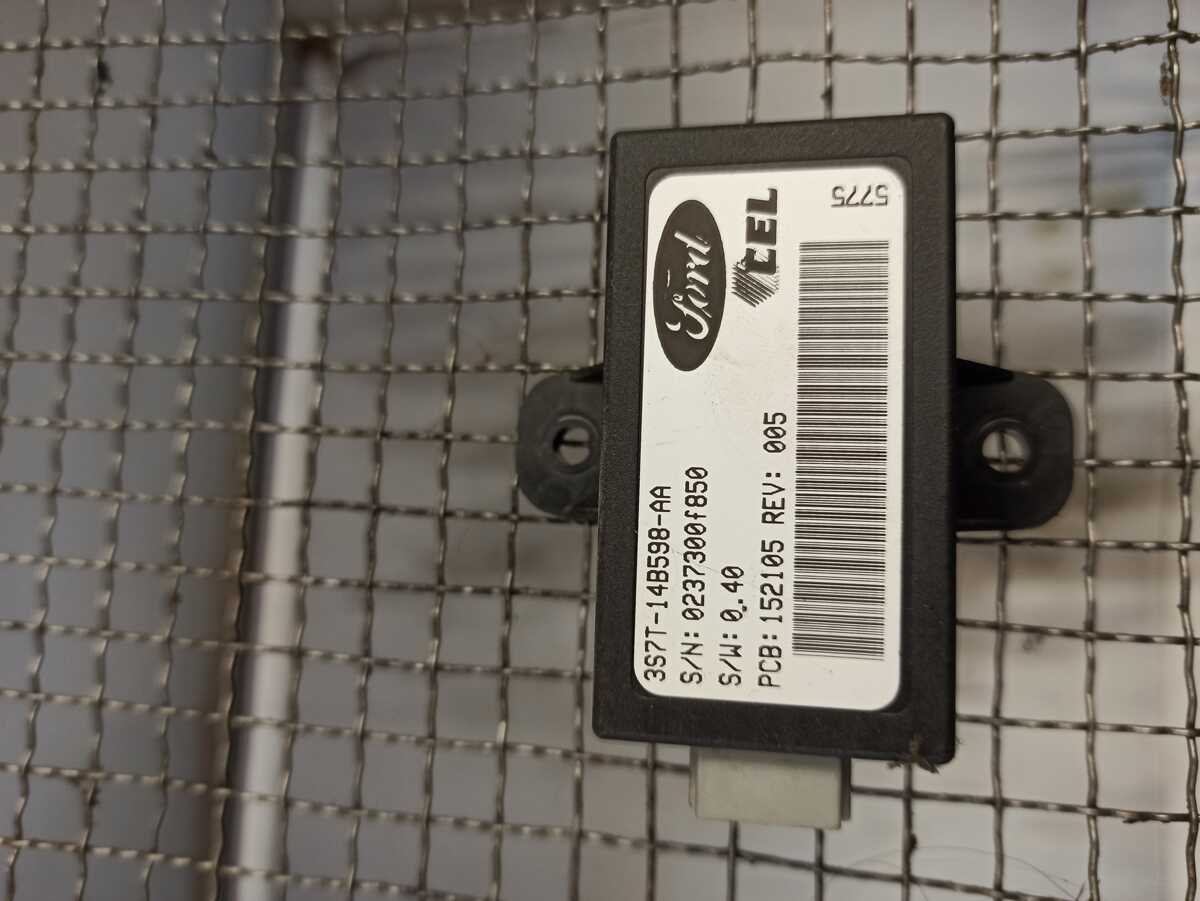 Ford
CEL
3S7T-14B598-AA
S/N:0237300f850
S/W:0.40
PCB:152105 REV: 005
5775